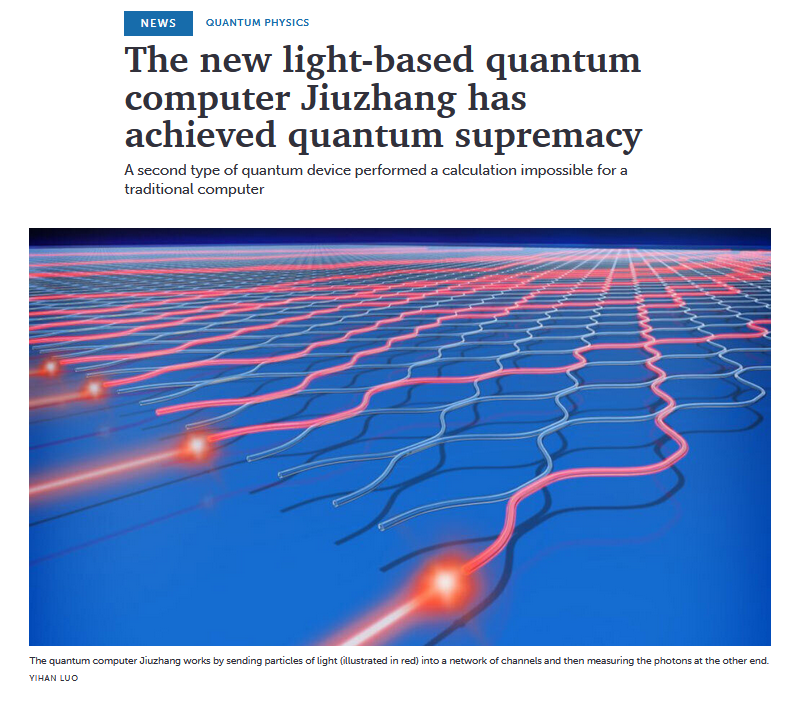 NEWS QUANTUM PHYSICS
The new light-based quantum
computer Jiuzhang has
achieved quantum supremacy
A second type of quantum device performed a calculation impossible for a
traditional computer
The quantum computer Jiuzhang works by sending particles of light (illustrated in red) into a network of channels and then measuring the photons at the other end.
YIHAN LUO